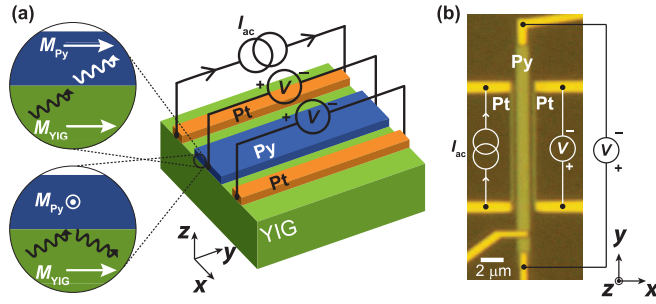 (a)
I_ac
M_Py
M_YIG
+ V −
Pt
+ V −
Py
Pt
M_Py
M_YIG
YIG
z
y
x
(b)
Py
Pt
Pt
I_ac
−
V
+
−
V
+
2 μm
y
z
x